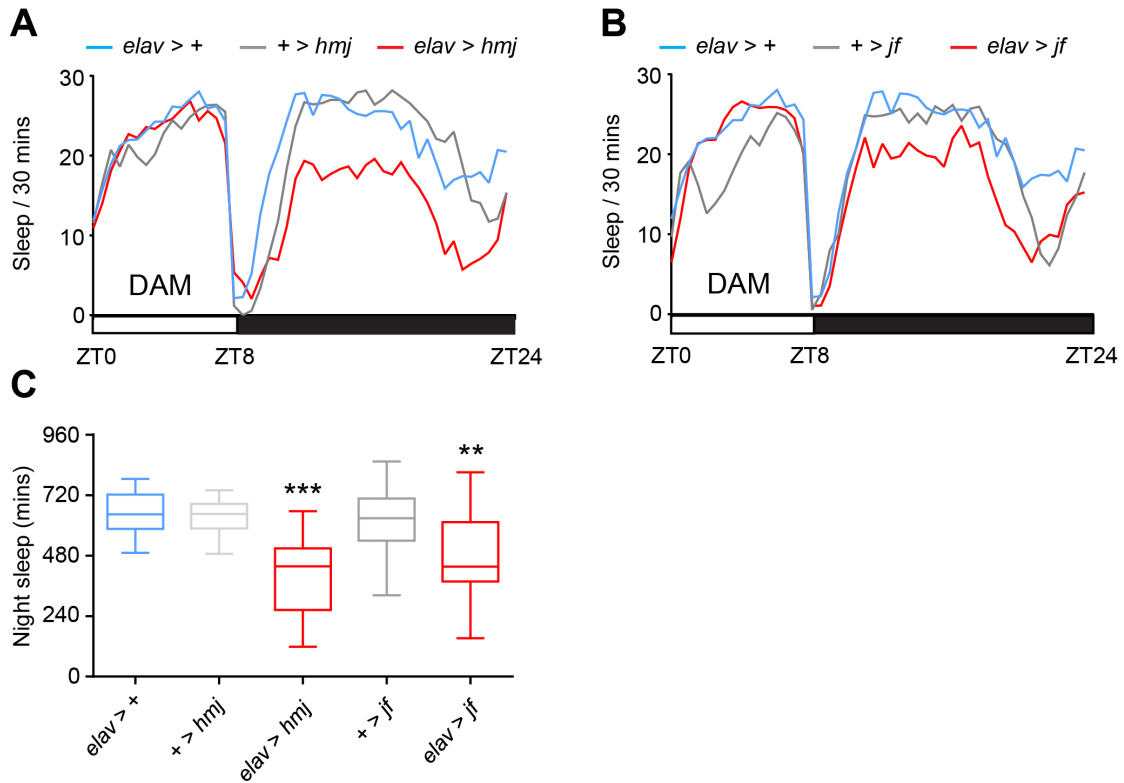 A
elav > + + > hmj elav > hmj
30
20
10
0
Sleep / 30 mins
DAM
ZT0 ZT8 ZT24
B
elav > + + > jf elav > jf
30
20
10
0
Sleep / 30 mins
DAM
ZT0 ZT8 ZT24
C
960
720
480
240
0
Night sleep (mins)
***
**
elav > +
+ > hmj
elav > hmj
+ > jf
elav > jf